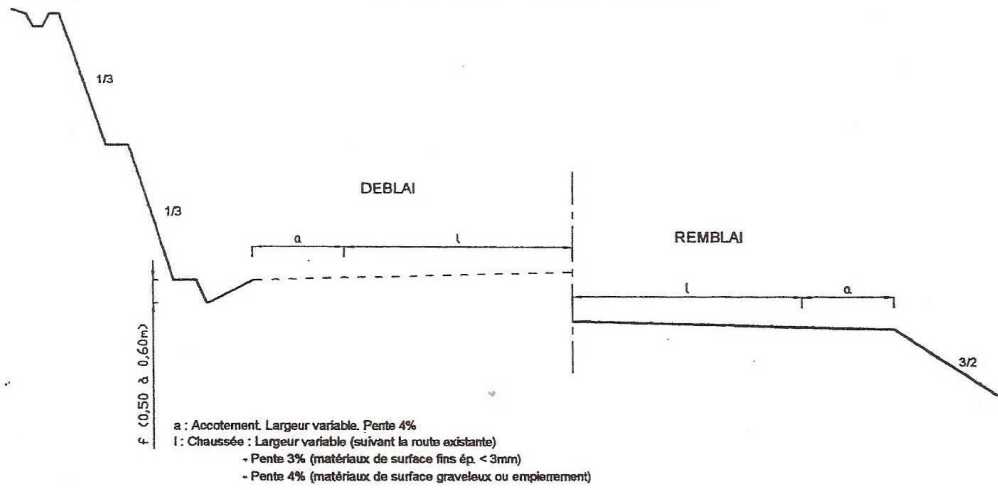 1/3
DEBLAI
1/3
a
l
REMBLAI
l
a
f (0,50 à 0,60m)
3/2
a : Accotement. Largeur variable. Pente 4%
l : Chaussée : Largeur variable (suivant la route existante)
- Pente 3% (matériaux de surface fins ép. < 3mm)
- Pente 4% (matériaux de surface graveleux ou empierrement)